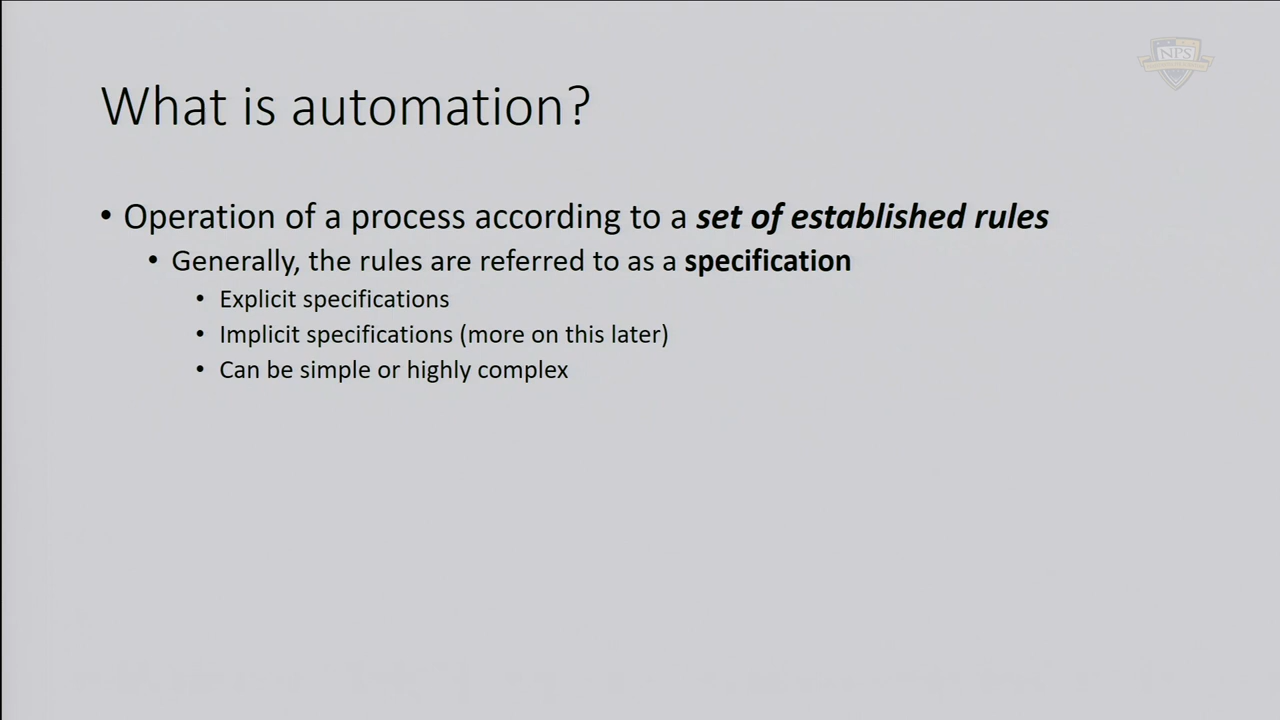 NPS
What is automation?
• Operation of a process according to a set of established rules
• Generally, the rules are referred to as a specification
• Explicit specifications
• Implicit specifications (more on this later)
• Can be simple or highly complex